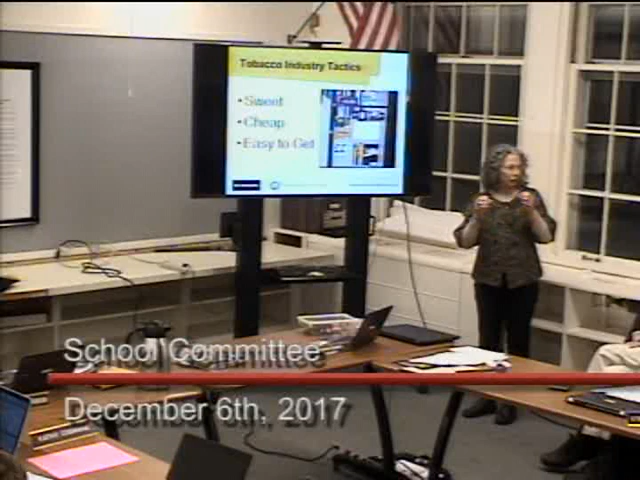 Tobacco Industry Tactics
• Sweet
• Cheap
• Easy to Get
School Committee
December 6th, 2017